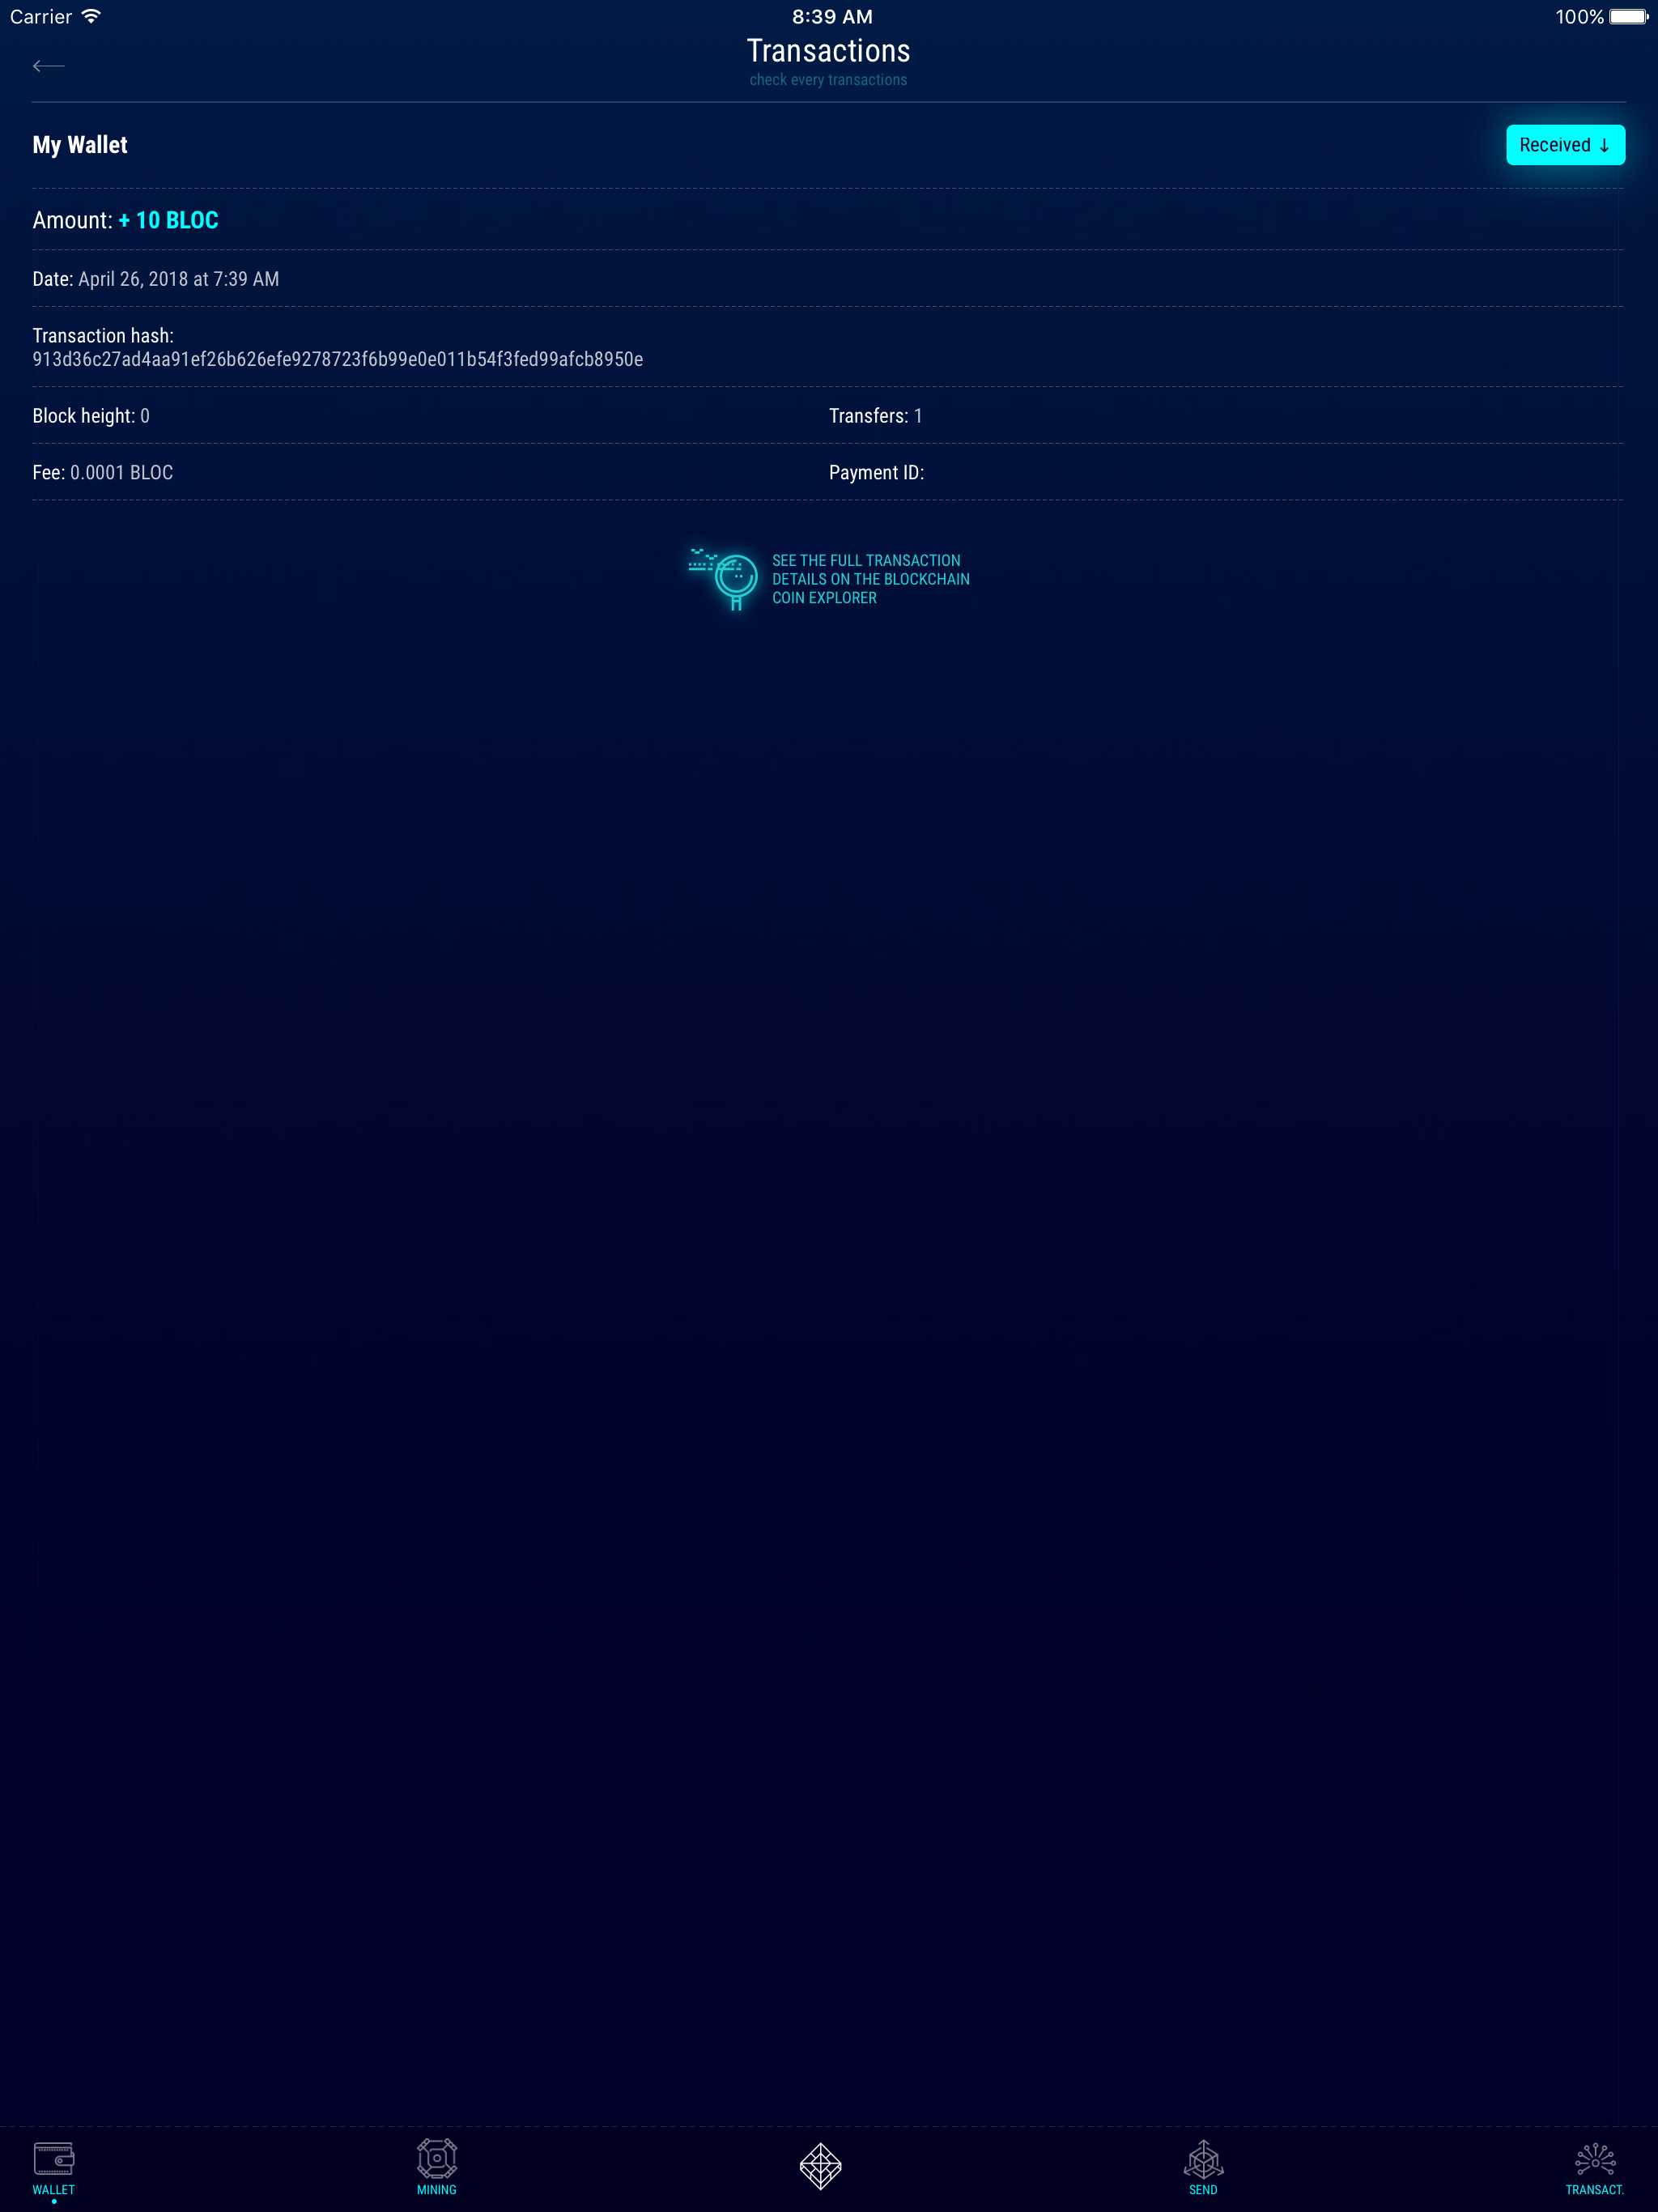 Carrier 8:39 AM 100%
Transactions
check every transactions
My Wallet Received ↓
Amount: + 10 BLOC
Date: April 26, 2018 at 7:39 AM
Transaction hash:
913d36c27ad4aa91ef26b626efe9278723f6b99e0e011b54f3fed99afcb8950e
Block height: 0 Transfers: 1
Fee: 0.0001 BLOC Payment ID:
SEE THE FULL TRANSACTION
DETAILS ON THE BLOCKCHAIN
COIN EXPLORER
WALLET MINING SEND TRANSACT.